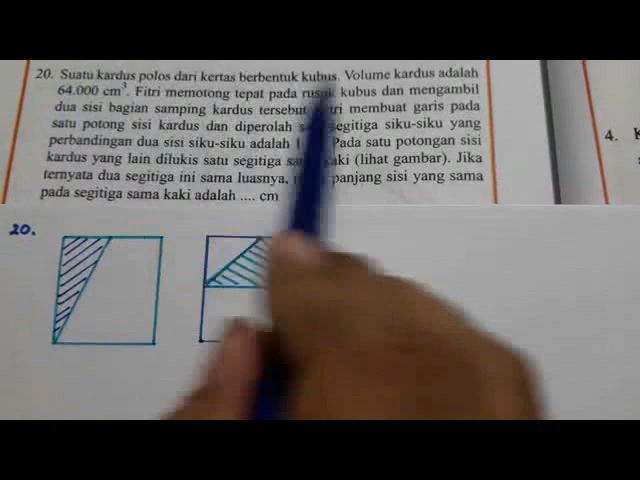 20. Suatu kardus polos dari kertas berbentuk kubus. Volume kardus adalah
64.000 cm³. Fitri memotong tepat pada rusuk kubus dan mengambil
dua sisi bagian samping kardus tersebut membuat garis pada
satu potong sisi kardus dan diperolah segitiga siku-siku yang
perbandingan dua sisi siku-siku adalah 1 Pada satu potongan sisi
kardus yang lain dilukis satu segitiga kaki (lihat gambar). Jika
ternyata dua segitiga ini sama luasnya, panjang sisi yang sama
pada segitiga sama kaki adalah .... cm
4.
20.